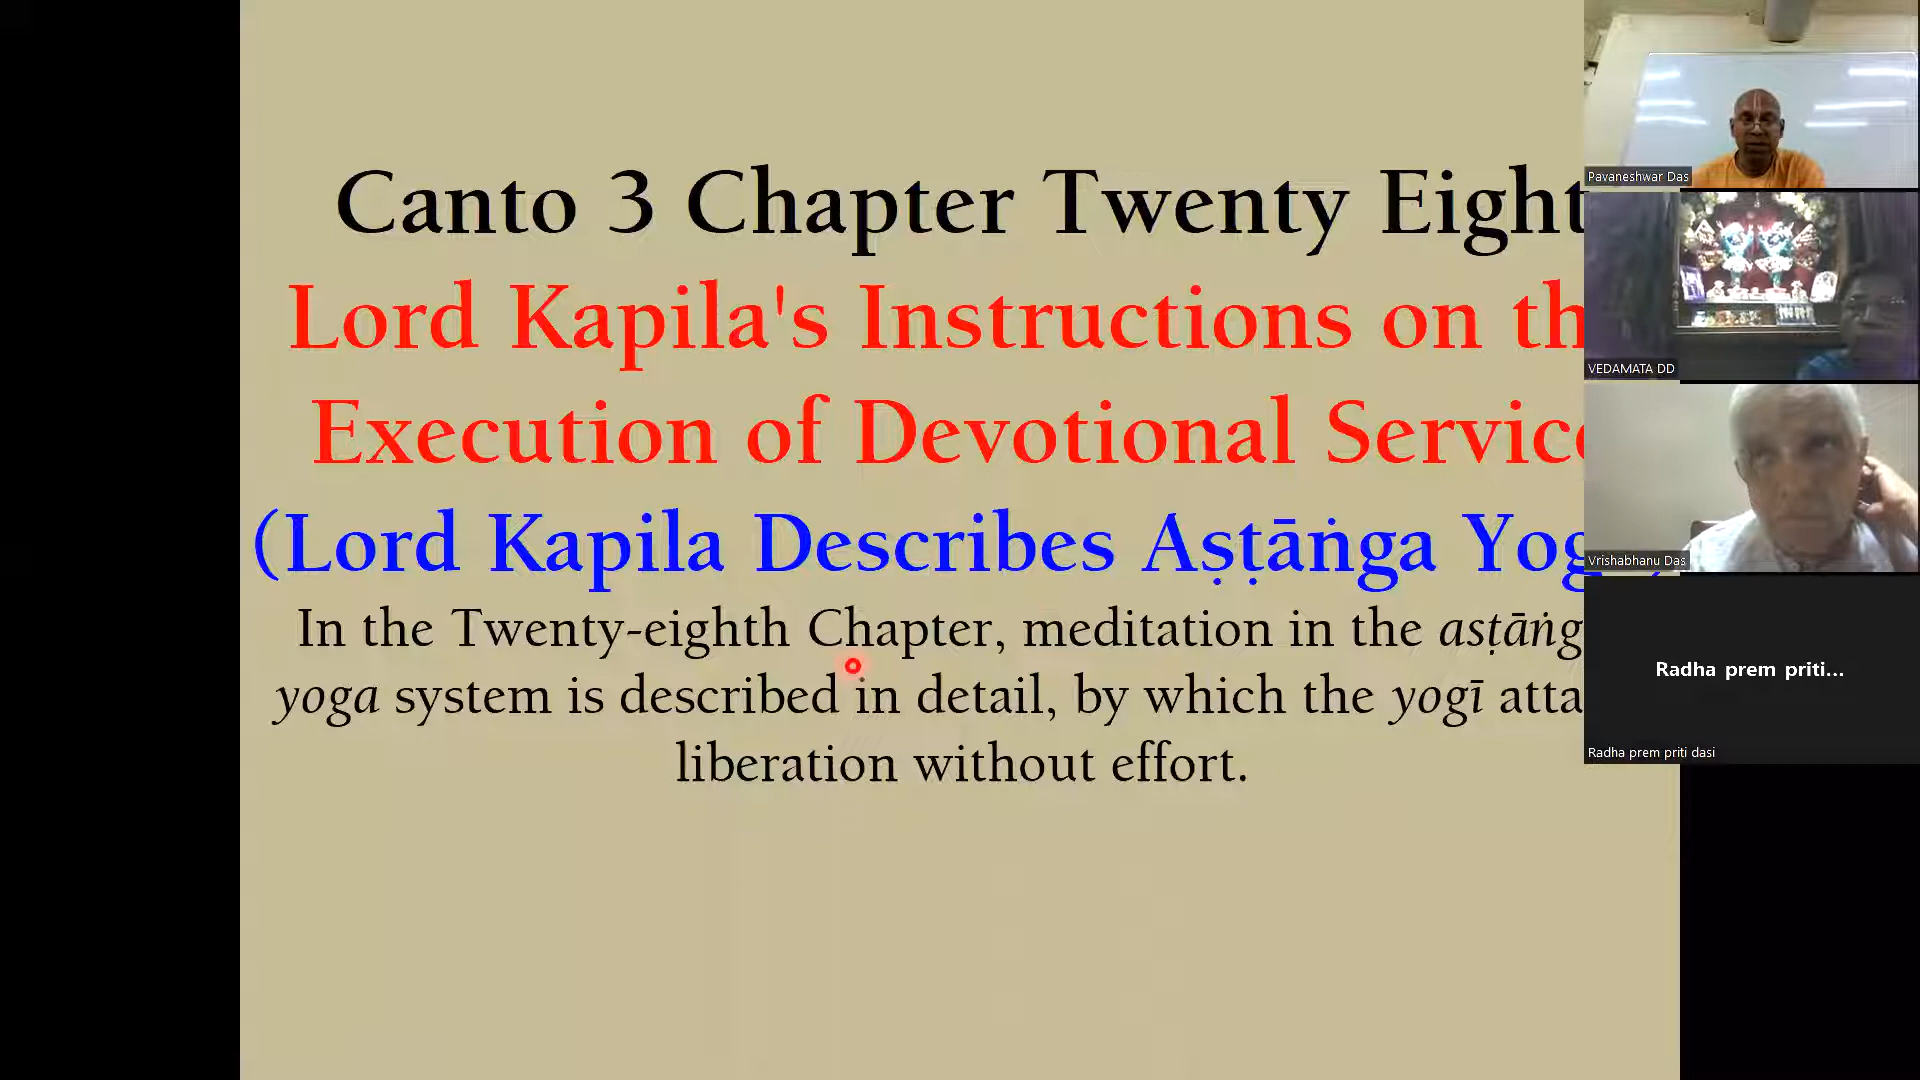 Canto 3 Chapter Twenty Eight
Lord Kapila's Instructions on th
Execution of Devotional Service
(Lord Kapila Describes Aṣṭāṅga Yog
In the Twenty-eighth Chapter, meditation in the asṭāṅg
yoga system is described in detail, by which the yogī atta
liberation without effort.
Pavaneshwar Das
VEDAMATA DD
Vrishabhanu Das
Radha prem priti...
Radha prem priti dasi